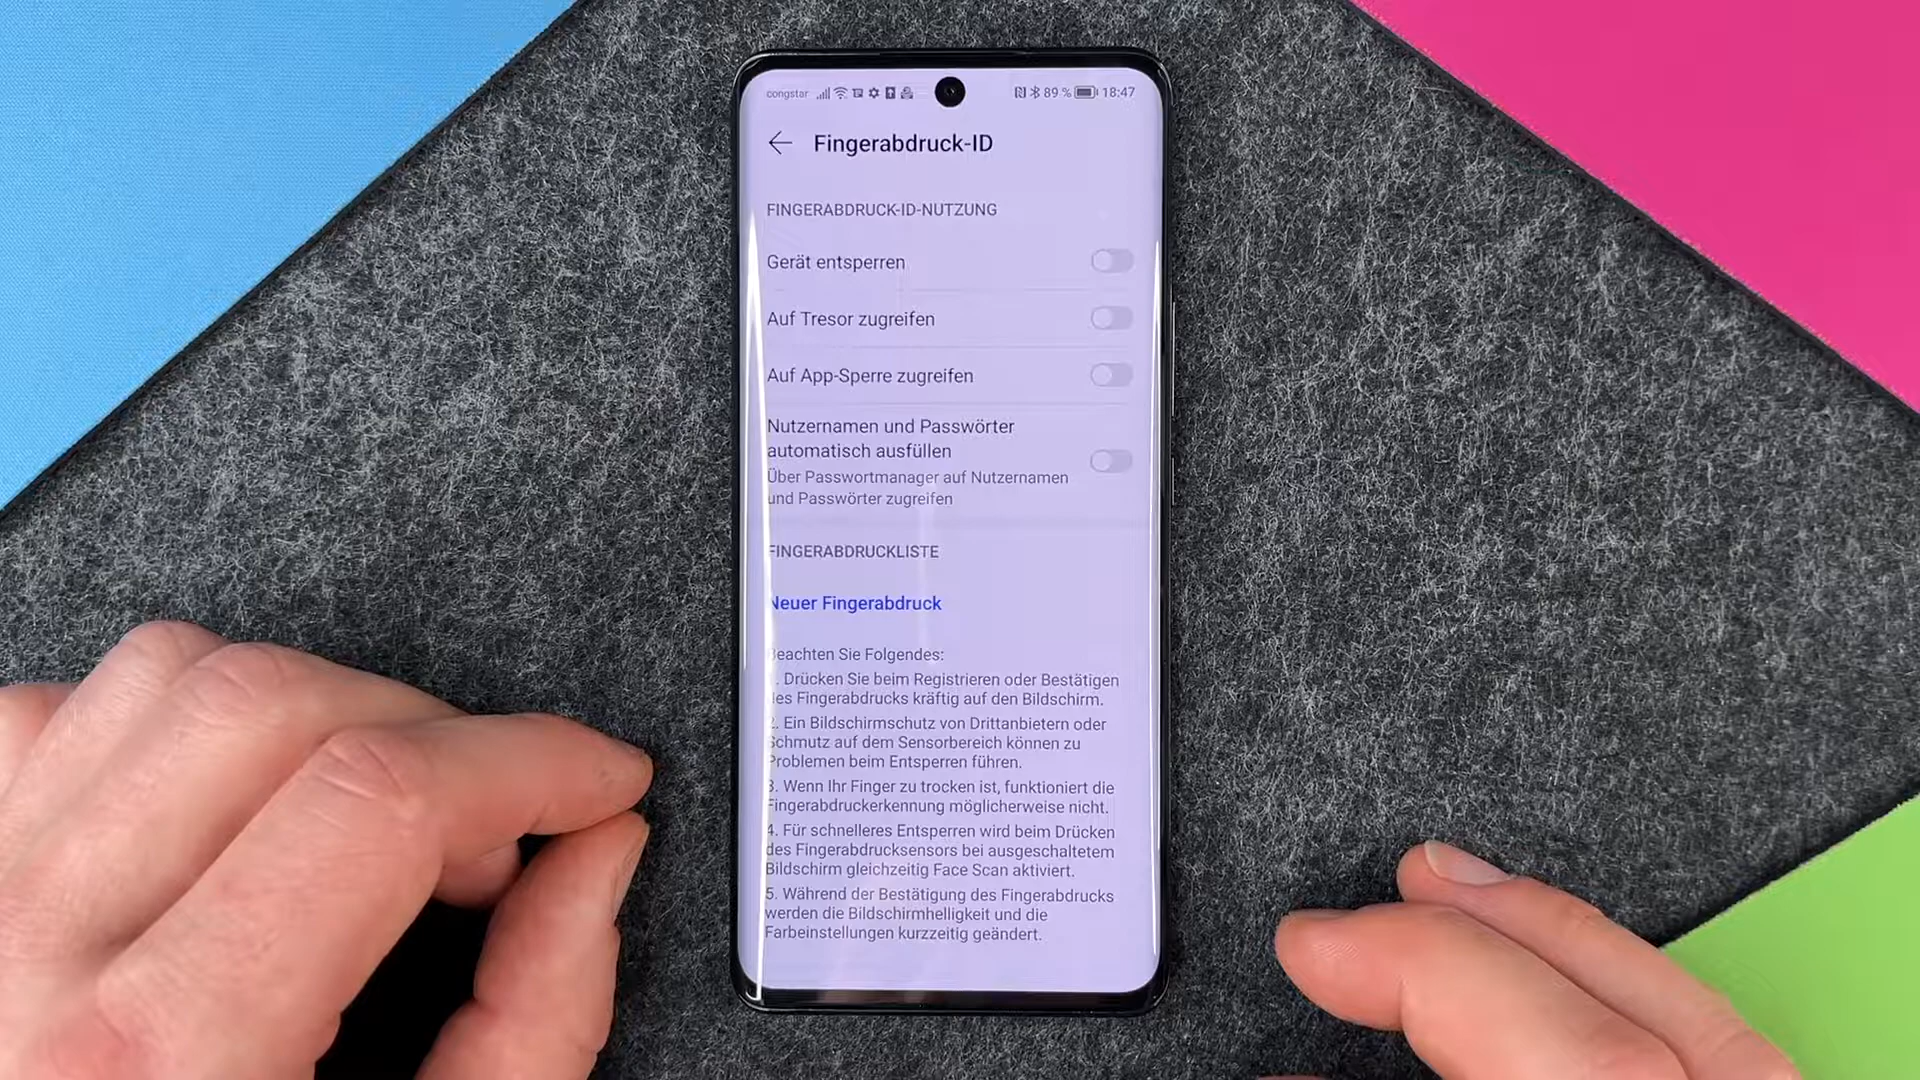 congstar 89 % 18:47
Fingerabdruck-ID
FINGERABDRUCK-ID-NUTZUNG
Gerät entsperren
Auf Tresor zugreifen
Auf App-Sperre zugreifen
Nutzernamen und Passwörter
automatisch ausfüllen
Über Passwortmanager auf Nutzernamen
und Passwörter zugreifen
FINGERABDRUCKLISTE
Neuer Fingerabdruck
Beachten Sie Folgendes:
1. Drücken Sie beim Registrieren oder Bestätigen
des Fingerabdrucks kräftig auf den Bildschirm.
2. Ein Bildschirmschutz von Drittanbietern oder
Schmutz auf dem Sensorbereich können zu
Problemen beim Entsperren führen.
3. Wenn Ihr Finger zu trocken ist, funktioniert die
Fingerabdruckerkennung möglicherweise nicht.
4. Für schnelleres Entsperren wird beim Drücken
des Fingerabdrucksensors bei ausgeschaltetem
Bildschirm gleichzeitig Face Scan aktiviert.
5. Während der Bestätigung des Fingerabdrucks
werden die Bildschirmhelligkeit und die
Farbeinstellungen kurzzeitig geändert.